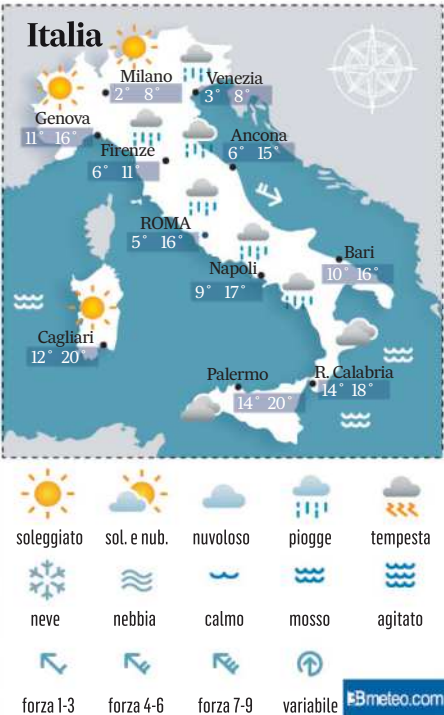 Italia
Milano
2° 8°
Venezia
3° 8°
Genova
11° 16°
Firenze
6° 11°
Ancona
6° 15°
ROMA
5° 16°
Bari
10° 16°
Napoli
9° 17°
Cagliari
12° 20°
Palermo
14° 20°
R. Calabria
14° 18°
soleggiato sol. e nub. nuvoloso piogge tempesta
neve nebbia calmo mosso agitato
forza 1-3 forza 4-6 forza 7-9 variabile
3Bmeteo.com